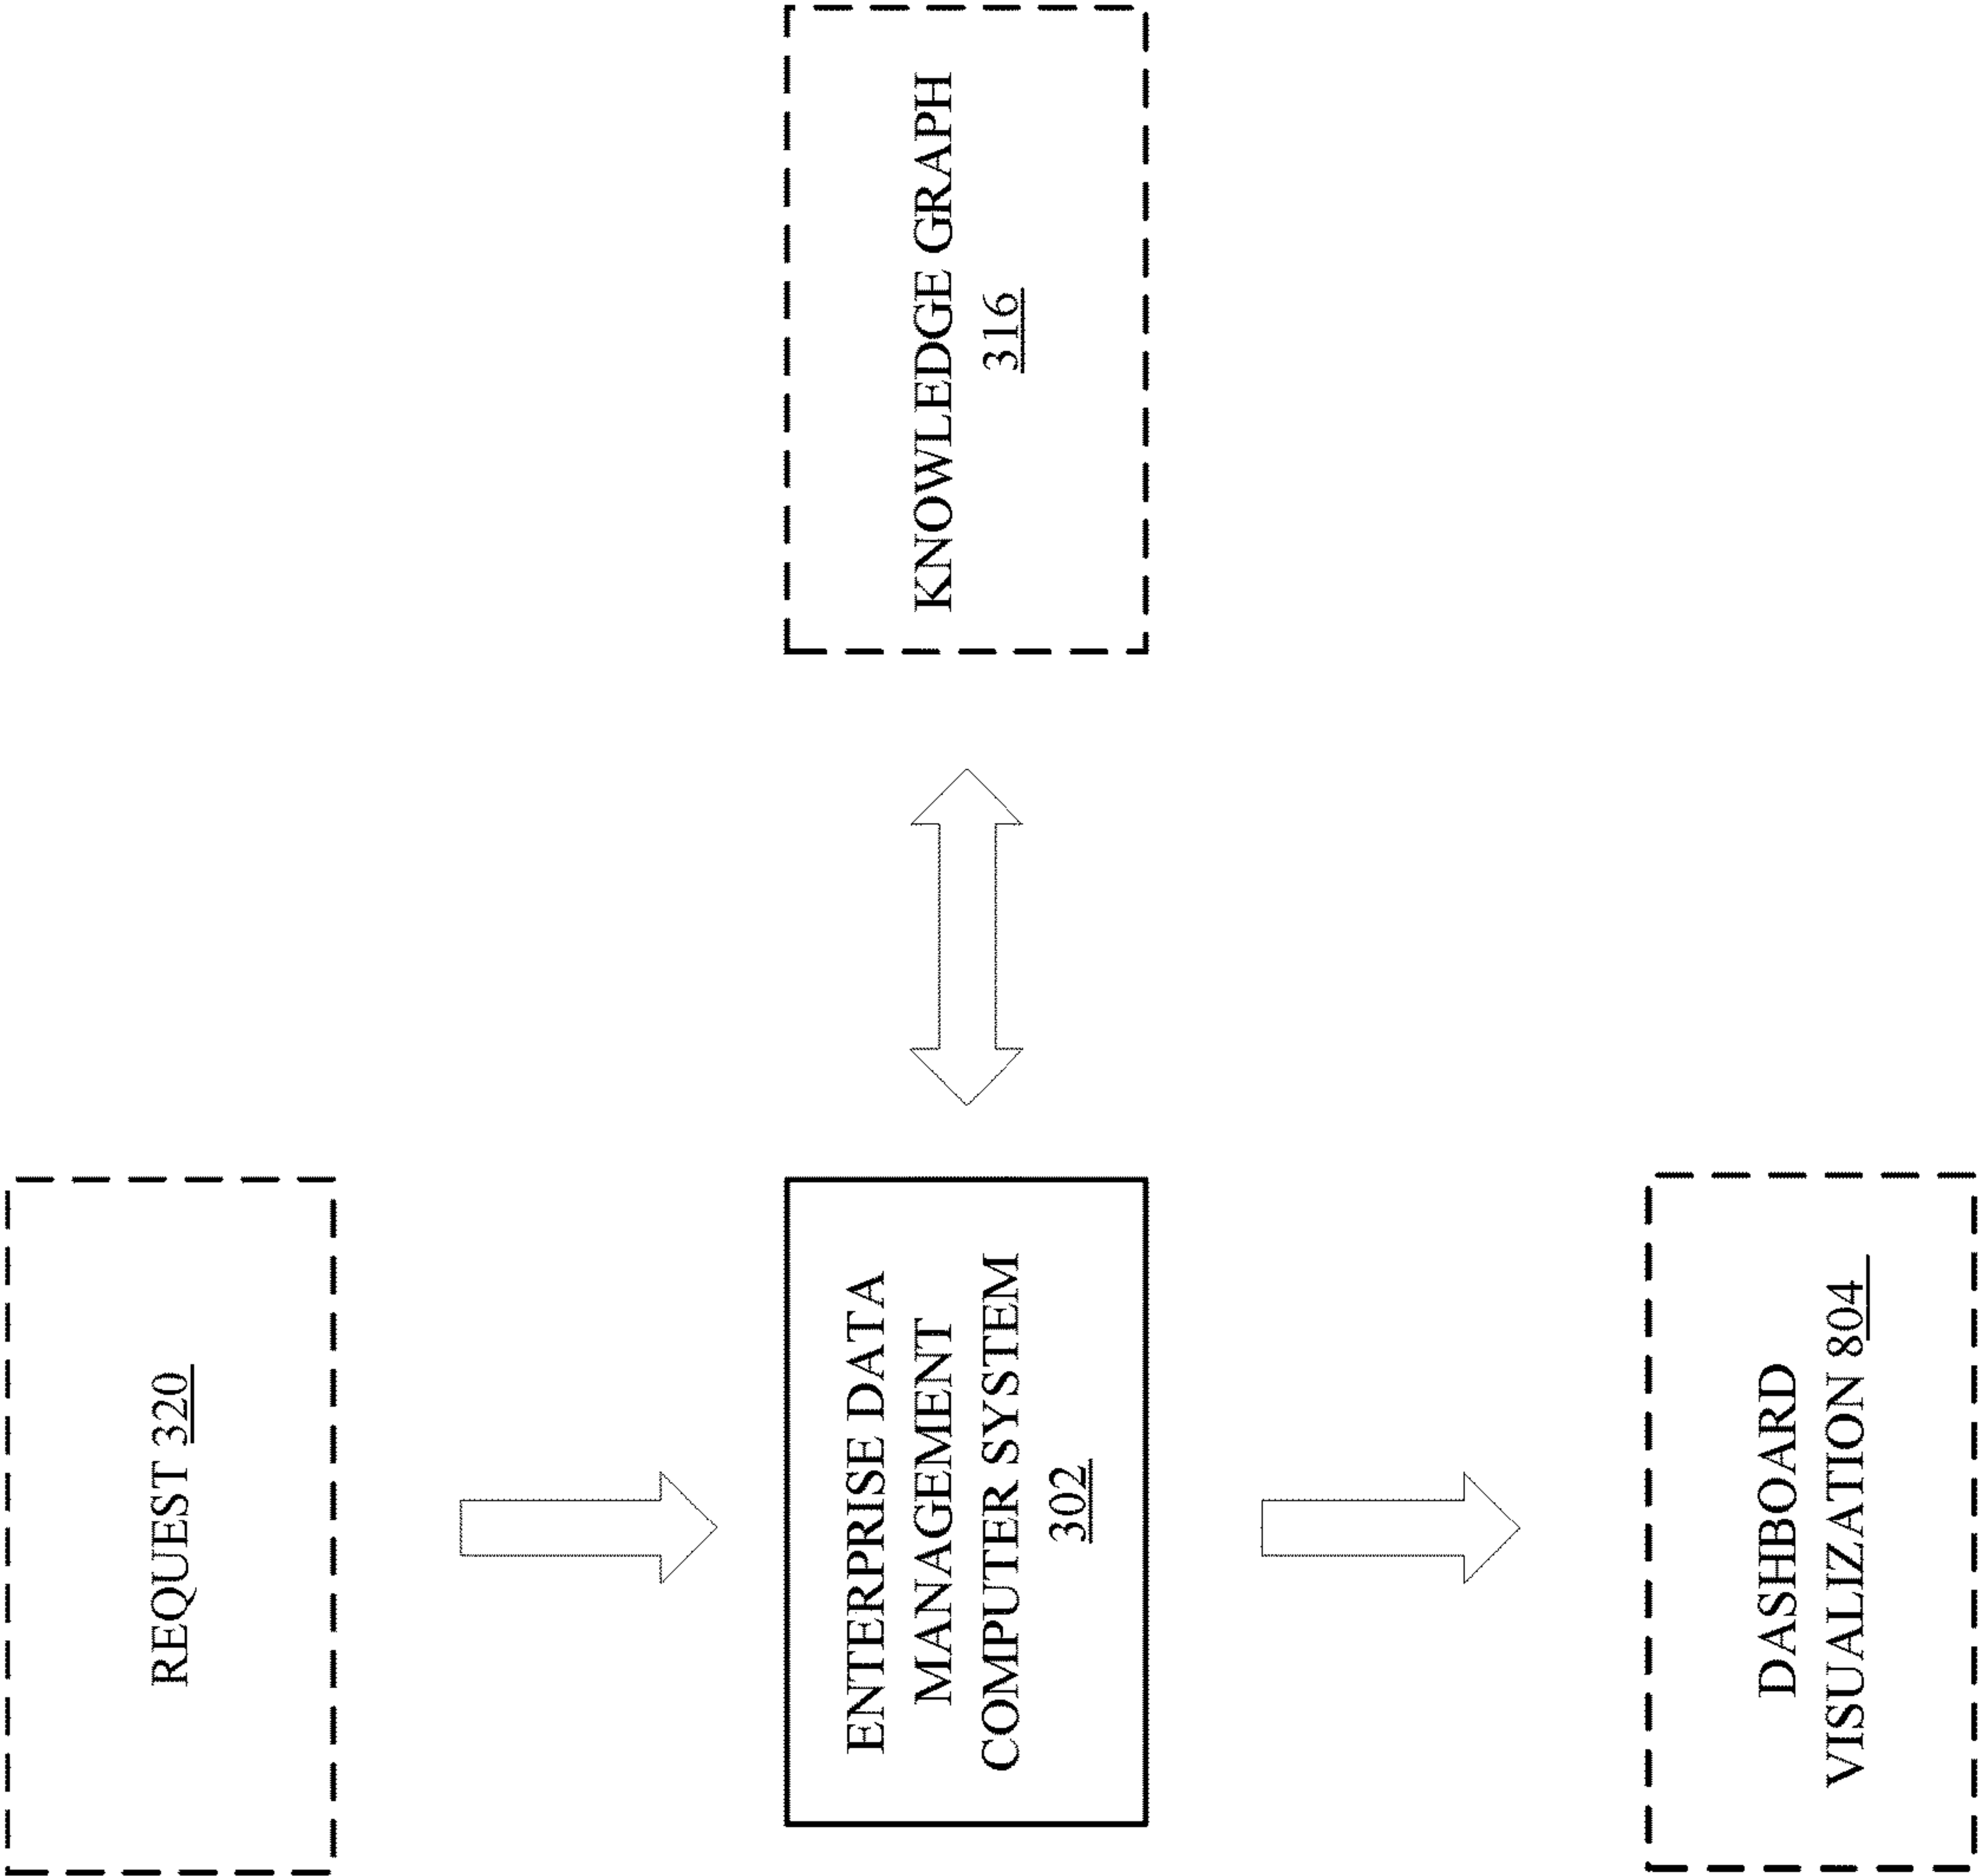 REQUEST 320
ENTERPRISE DATA
MANAGEMENT
COMPUTER SYSTEM
302
KNOWLEDGE GRAPH
316
DASHBOARD
VISUALIZATION 804